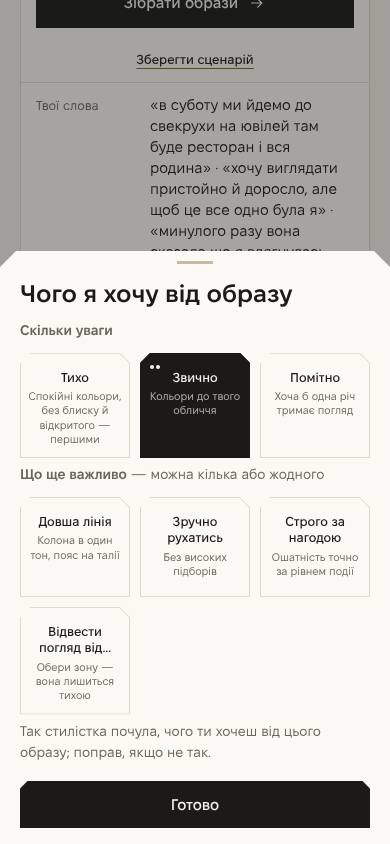 Зібрати образи →
Зберегти сценарій
Твої слова
«в суботу ми йдемо до
свекрухи на ювілей там
буде ресторан і вся
родина» · «хочу виглядати
пристойно й доросло, але
щоб це все одно була я» ·
«минулого разу вона
Чого я хочу від образу
Скільки уваги
Тихо
Спокійні кольори,
без блиску й
відкритого —
першими
Звично
Кольори до твого
обличчя
Помітно
Хоча б одна річ
тримає погляд
Що ще важливо — можна кілька або жодного
Довша лінія
Колона в один
тон, пояс на талії
Зручно
рухатись
Без високих
підборів
Строго за
нагодою
Ошатність точно
за рівнем події
Відвести
погляд від…
Обери зону —
вона лишиться
тихою
Так стилістка почула, чого ти хочеш від цього
образу; поправ, якщо не так.
Готово